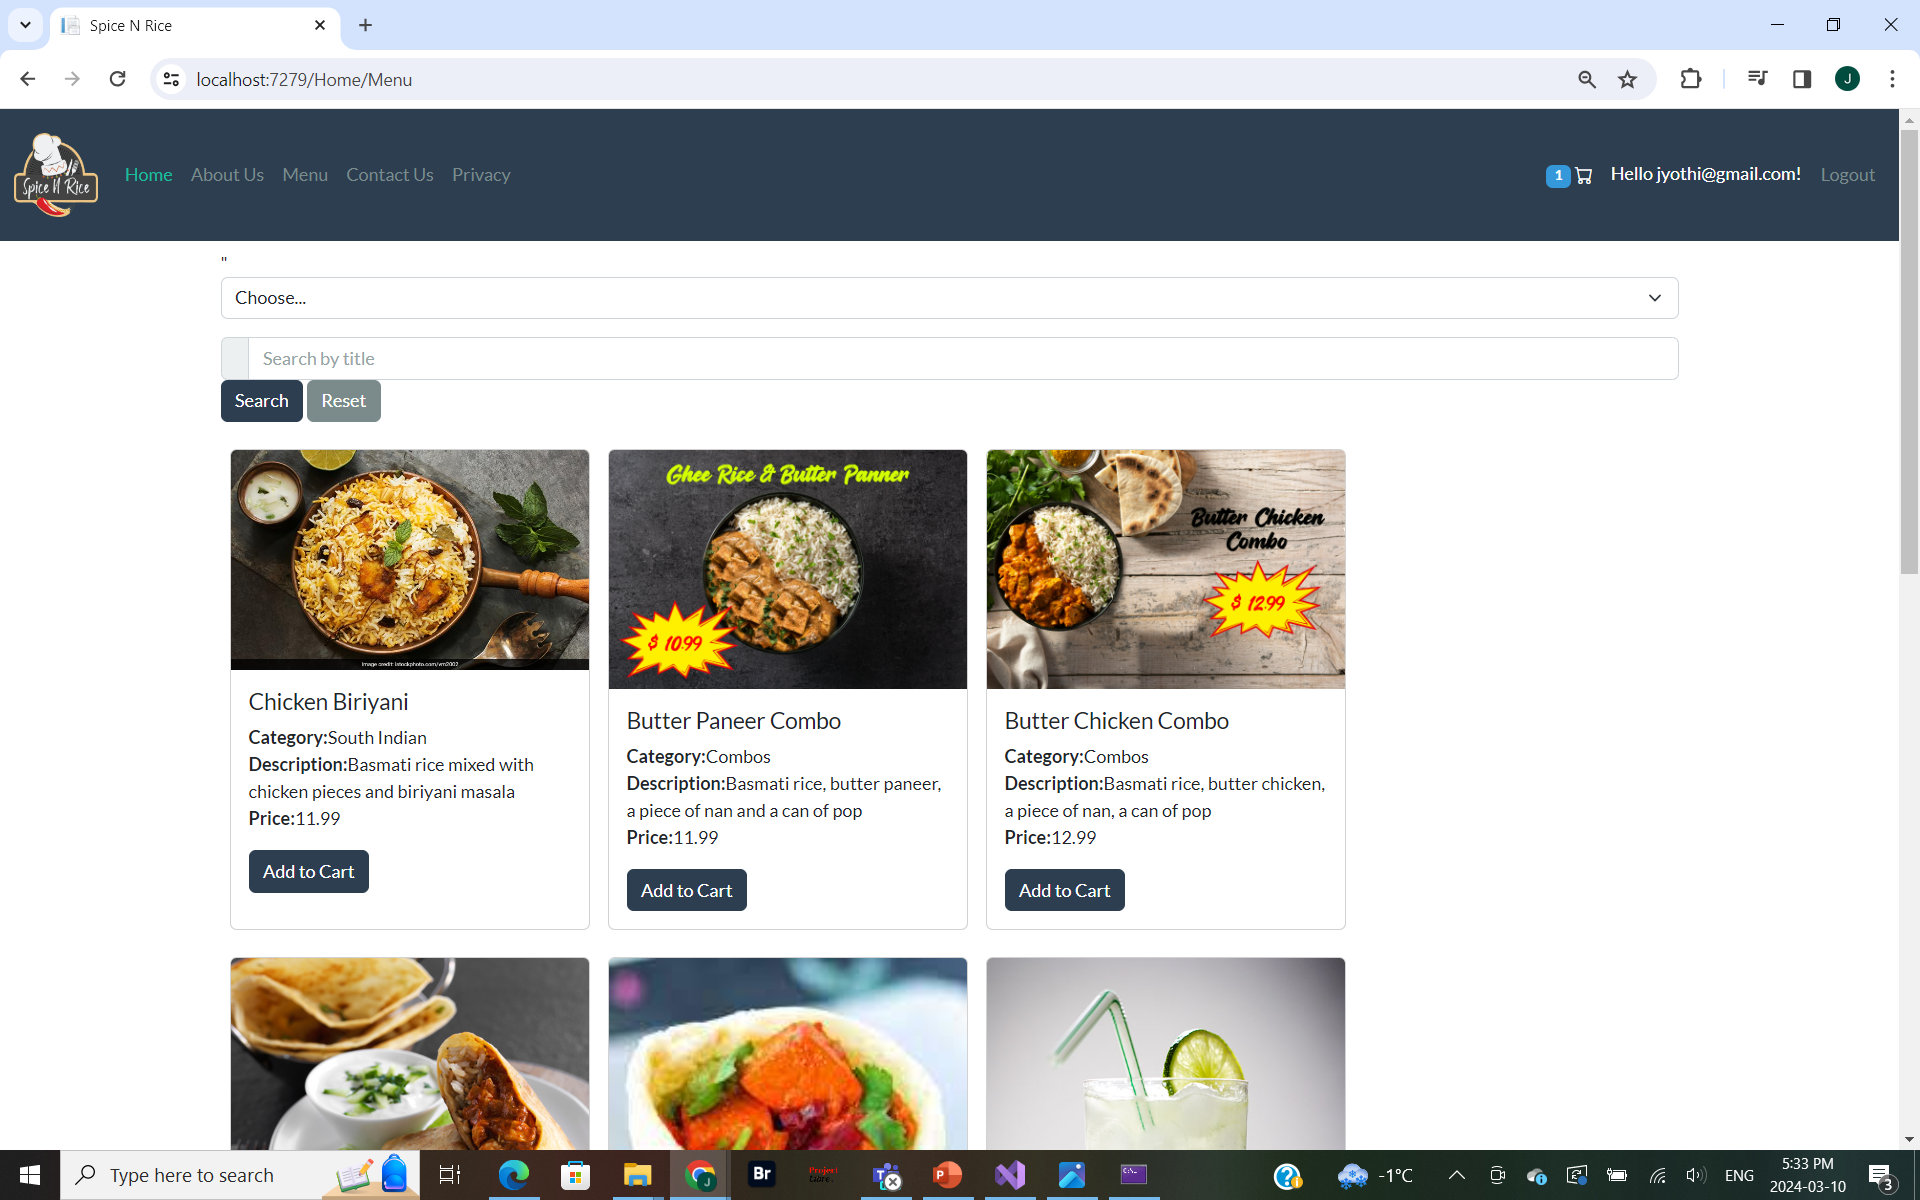 Spice N Rice
localhost:7279/Home/Menu
J
Spice N Rice
Home About Us Menu Contact Us Privacy
1 Hello jyothi@gmail.com! Logout
"
Choose...
Search by title
Search Reset
Ghee Rice & Butter Panner
$ 10.99
Butter Chicken
Combo
$ 12.99
Image credit: istockphoto.com/vm2002
Chicken Biriyani
Category:South Indian
Description:Basmati rice mixed with
chicken pieces and biriyani masala
Price:11.99
Add to Cart
Butter Paneer Combo
Category:Combos
Description:Basmati rice, butter paneer,
a piece of nan and a can of pop
Price:11.99
Add to Cart
Butter Chicken Combo
Category:Combos
Description:Basmati rice, butter chicken,
a piece of nan, a can of pop
Price:12.99
Add to Cart
Type here to search
Br
Project
Libre
-1°C
ENG
5:33 PM
2024-03-10
3